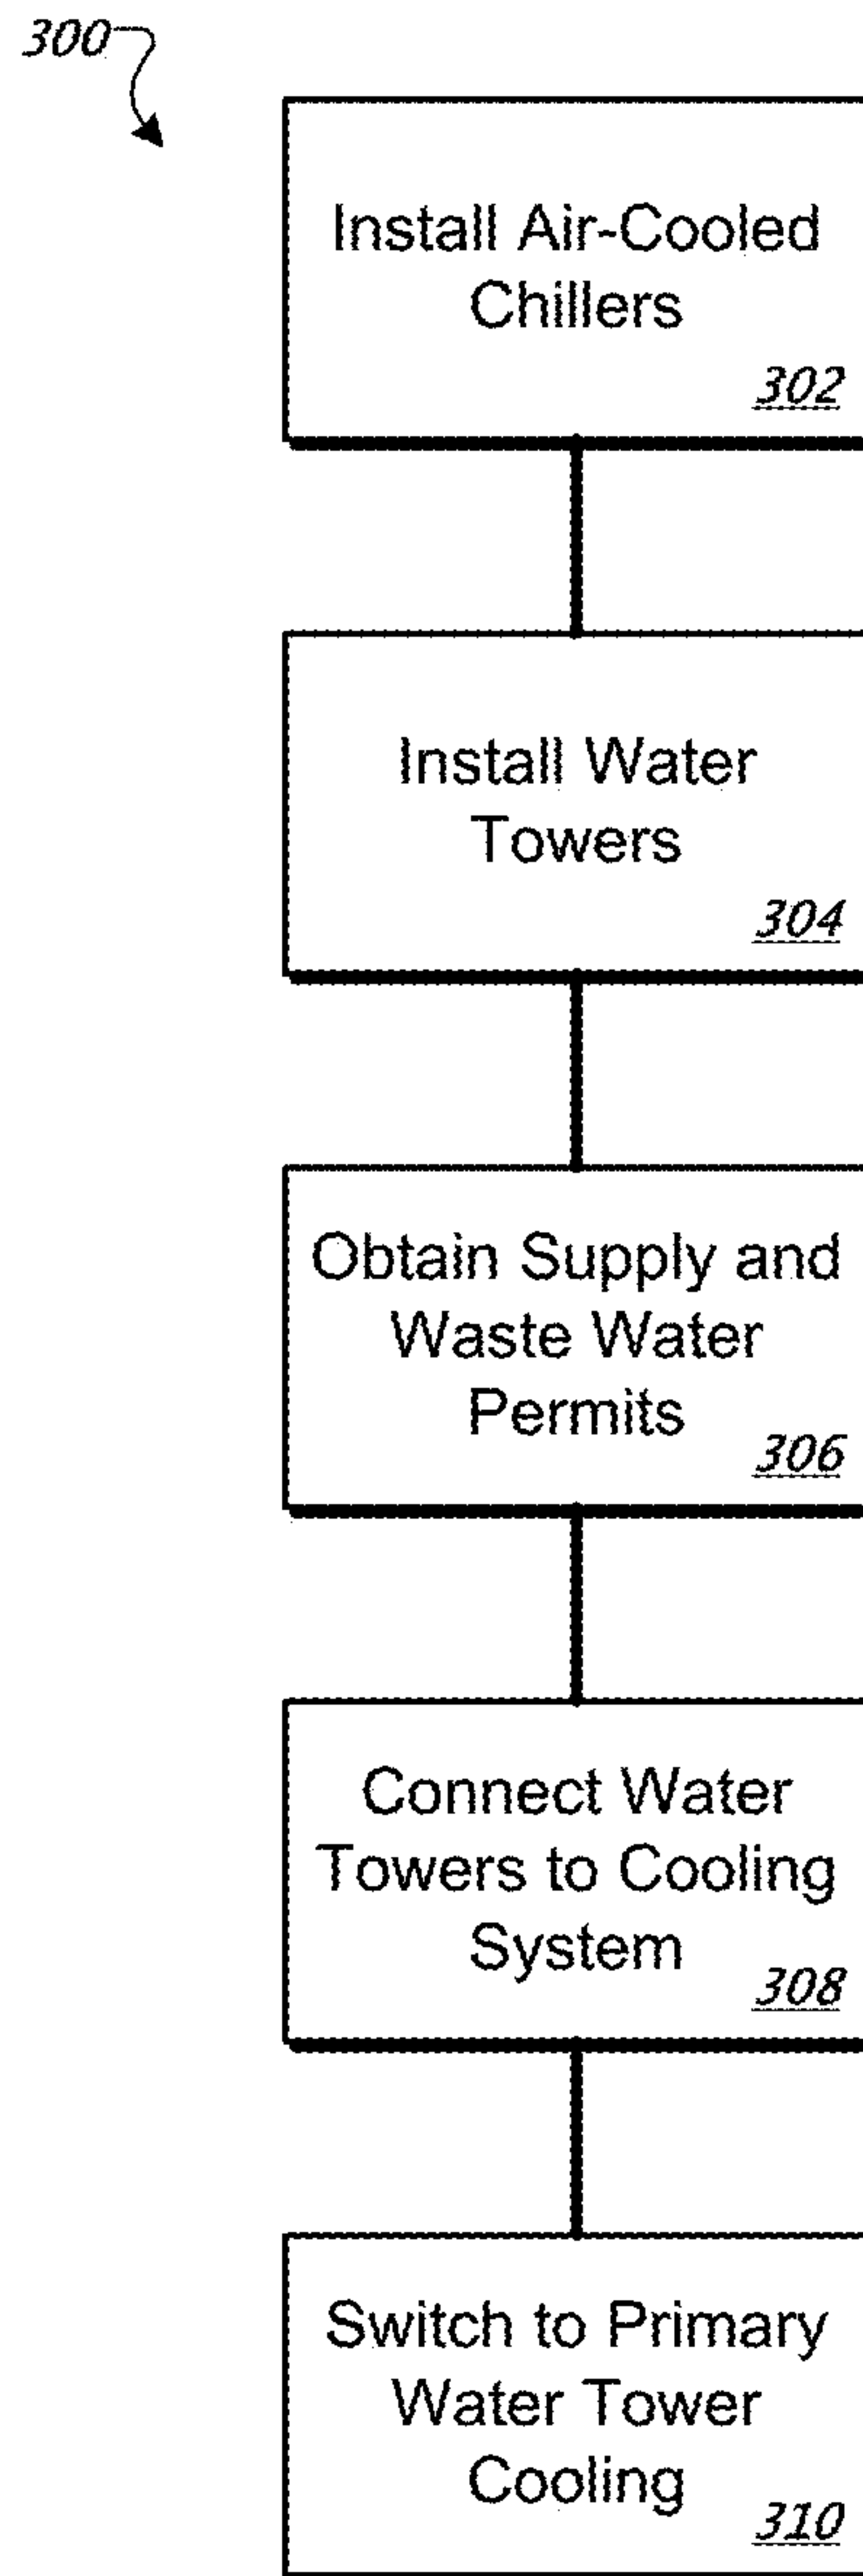 300
Install Air-Cooled
Chillers
302
Install Water
Towers
304
Obtain Supply and
Waste Water
Permits
306
Connect Water
Towers to Cooling
System
308
Switch to Primary
Water Tower
Cooling
310